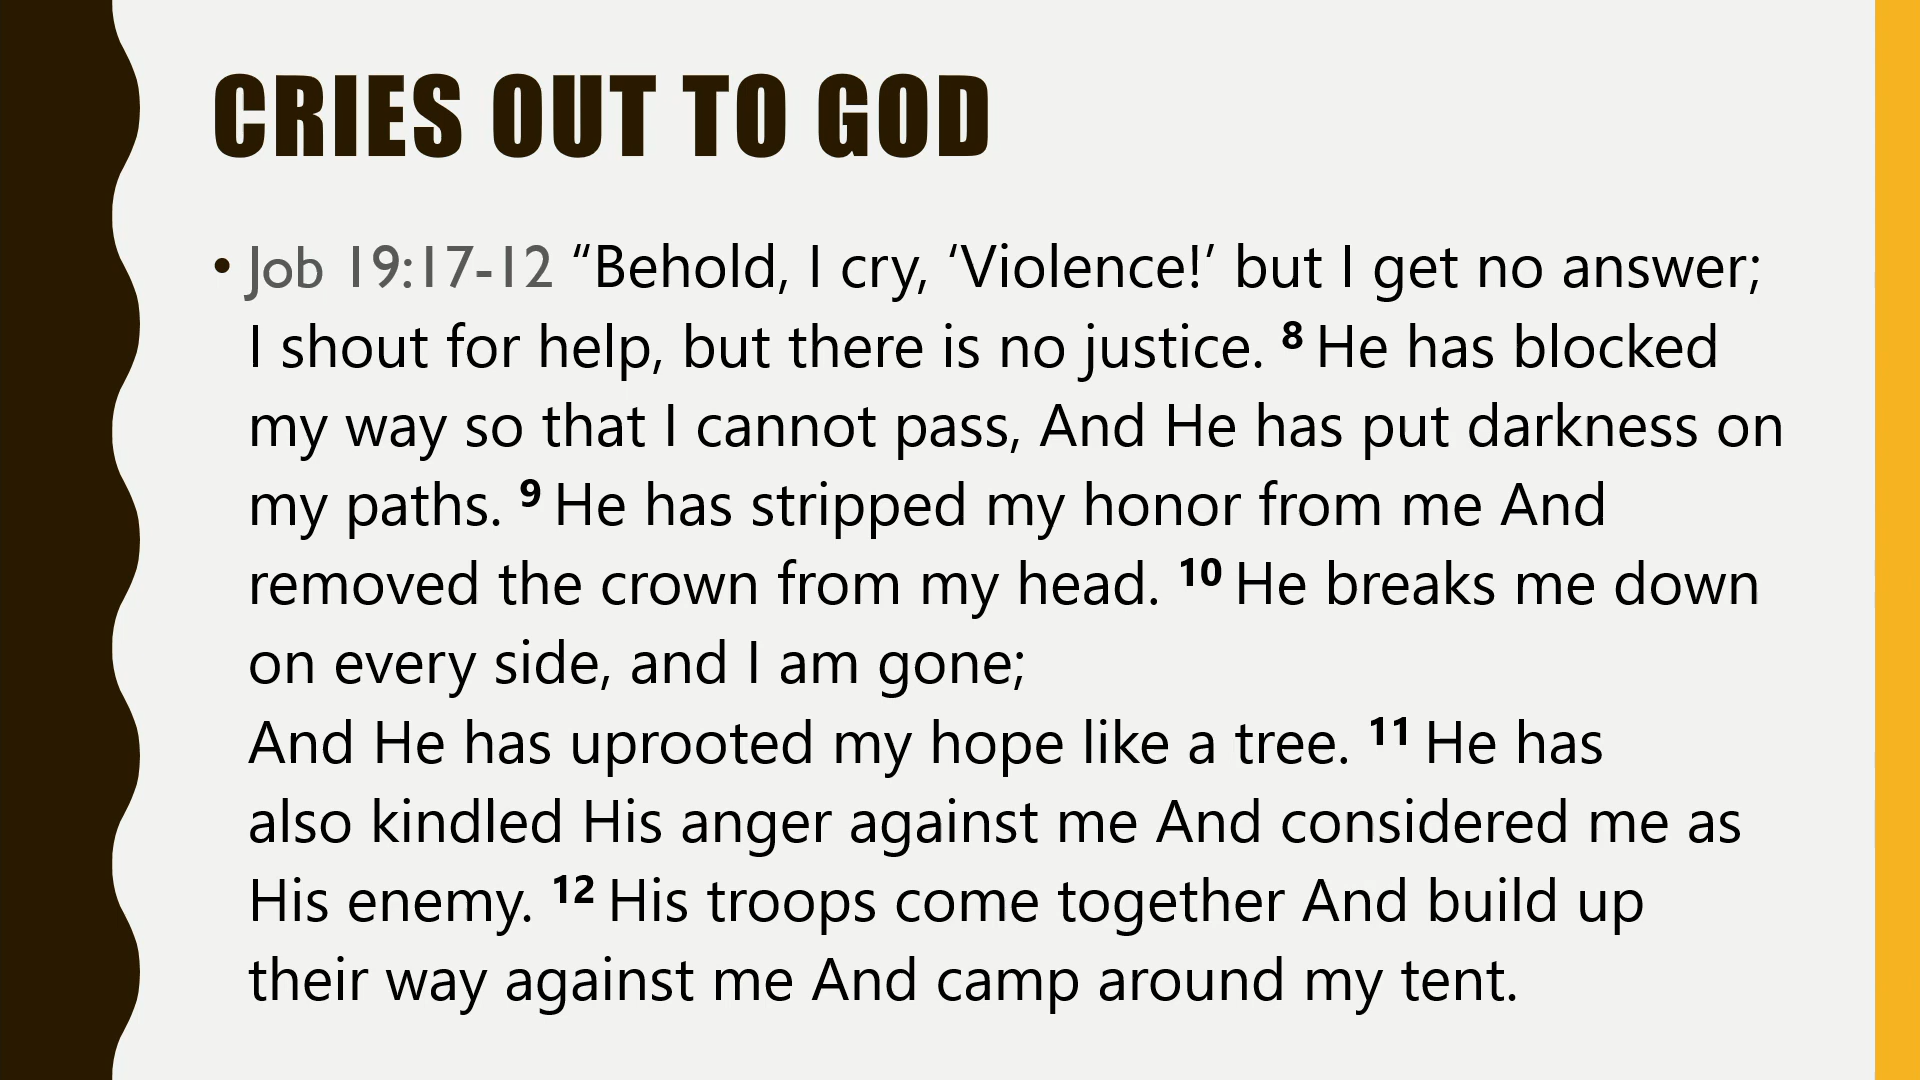 CRIES OUT TO GOD
• Job 19:17-12 “Behold, I cry, ‘Violence!’ but I get no answer;
I shout for help, but there is no justice. 8 He has blocked
my way so that I cannot pass, And He has put darkness on
my paths. 9 He has stripped my honor from me And
removed the crown from my head. 10 He breaks me down
on every side, and I am gone;
And He has uprooted my hope like a tree. 11 He has
also kindled His anger against me And considered me as
His enemy. 12 His troops come together And build up
their way against me And camp around my tent.